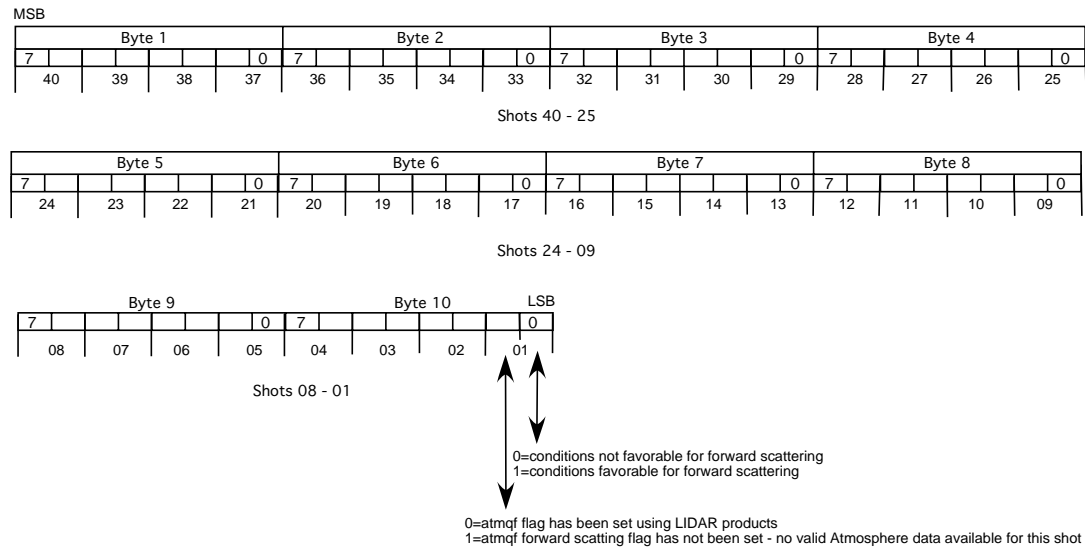 MSB
Byte 1 Byte 2 Byte 3 Byte 4
7 0 7 0 7 0 7 0
40 39 38 37 36 35 34 33 32 31 30 29 28 27 26 25
Shots 40 - 25
Byte 5 Byte 6 Byte 7 Byte 8
7 0 7 0 7 0 7 0
24 23 22 21 20 19 18 17 16 15 14 13 12 11 10 09
Shots 24 - 09
Byte 9 Byte 10 LSB
7 0 7 0
08 07 06 05 04 03 02 01
Shots 08 - 01
0=conditions not favorable for forward scattering
1=conditions favorable for forward scattering
0=atmqf flag has been set using LIDAR products
1=atmqf forward scatting flag has not been set - no valid Atmosphere data available for this shot